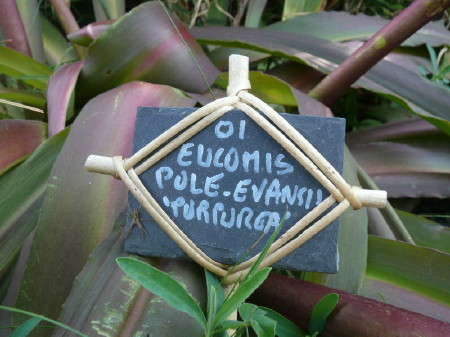 01
EUCOMIS
POLE-EVANSII
PURPUREA